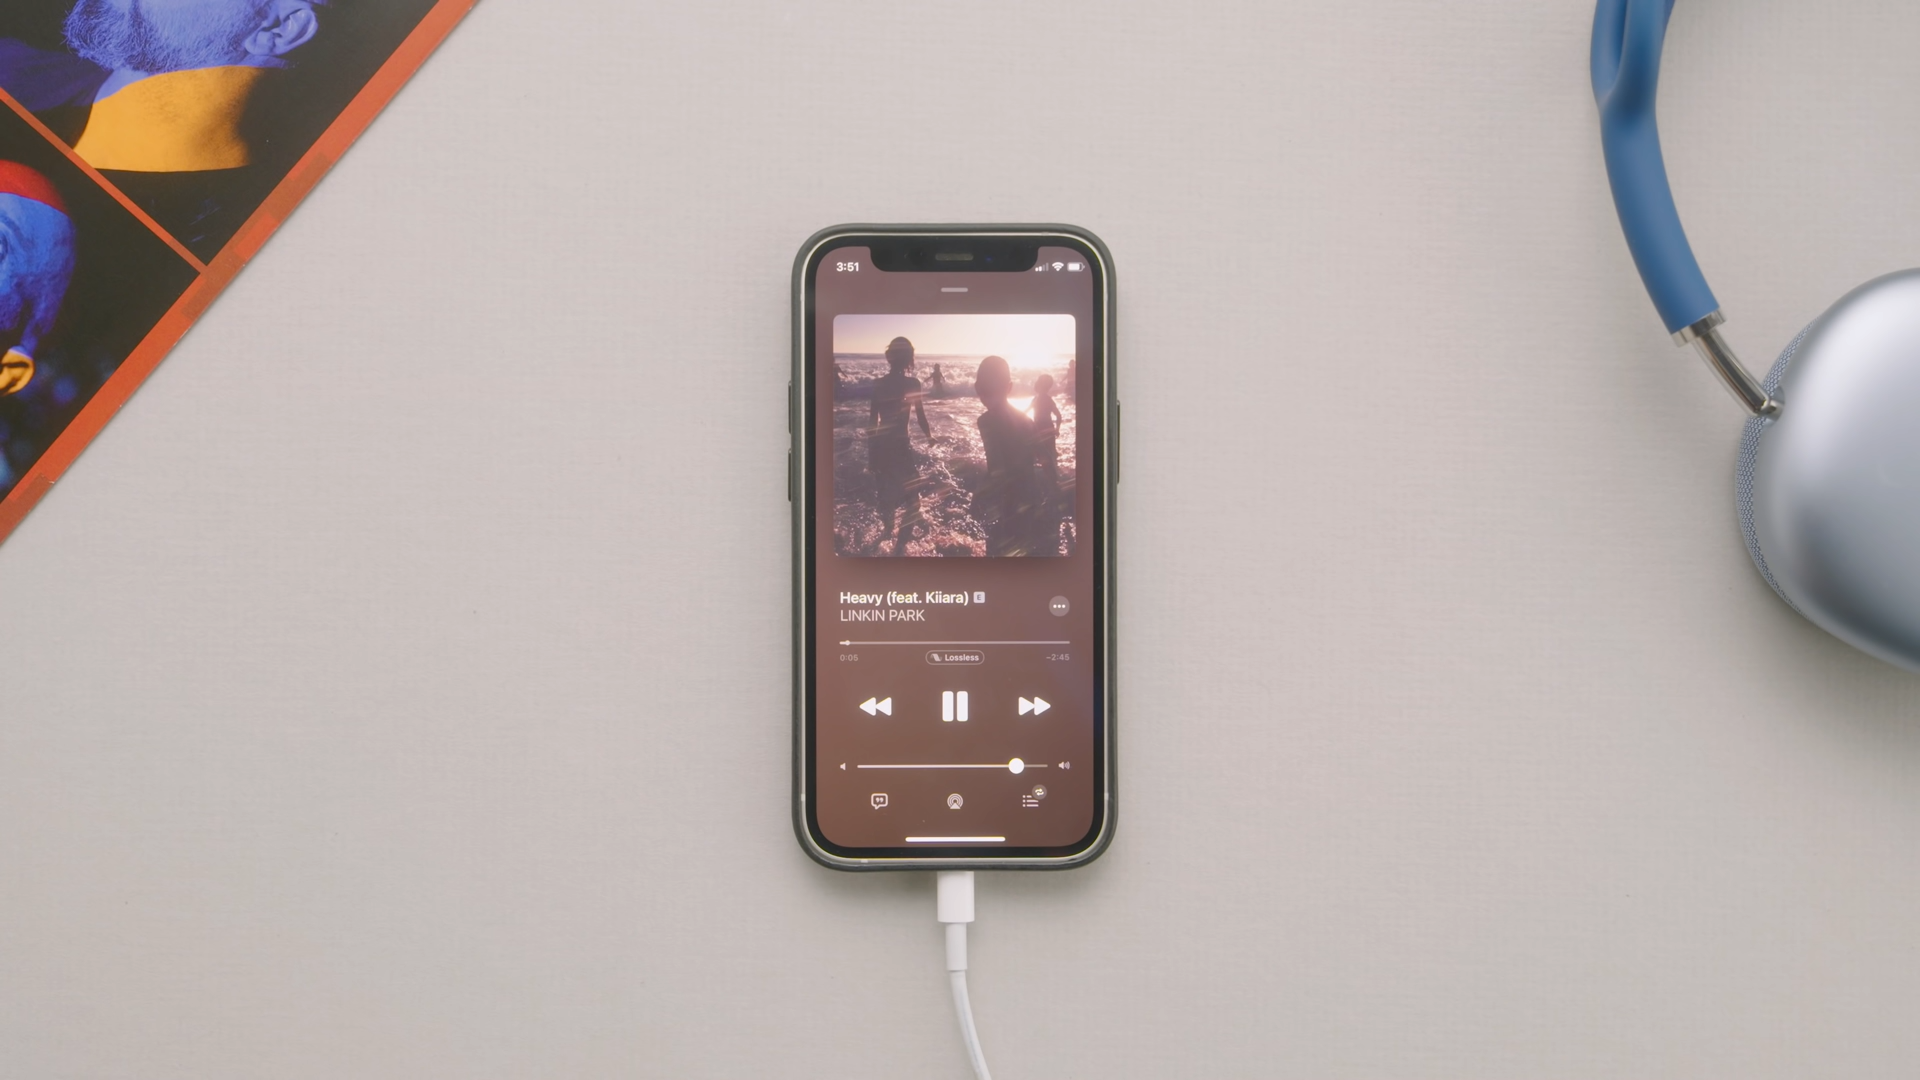 3:51
Heavy (feat. Kiiara) E
LINKIN PARK
0:05
Lossless
-2:45